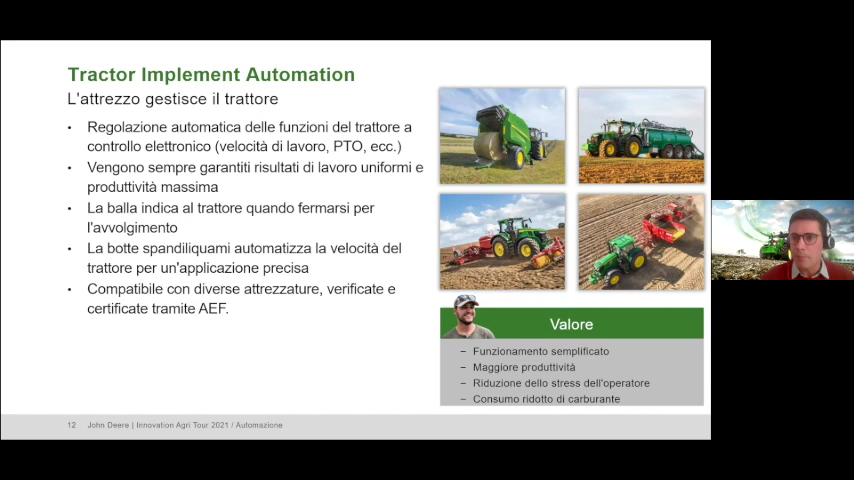 Tractor Implement Automation
L'attrezzo gestisce il trattore
• Regolazione automatica delle funzioni del trattore a
controllo elettronico (velocità di lavoro, PTO, ecc.)
• Vengono sempre garantiti risultati di lavoro uniformi e
produttività massima
• La balla indica al trattore quando fermarsi per
l'avvolgimento
• La botte spandiliquami automatizza la velocità del
trattore per un'applicazione precisa
• Compatibile con diverse attrezzature, verificate e
certificate tramite AEF.
Valore
– Funzionamento semplificato
– Maggiore produttività
– Riduzione dello stress dell'operatore
– Consumo ridotto di carburante
12 John Deere | Innovation Agri Tour 2021 / Automazione